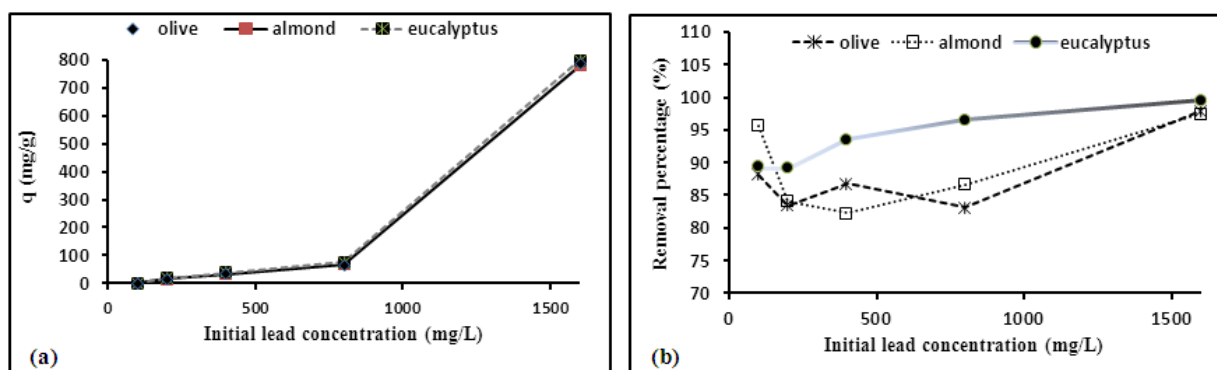 olive almond eucalyptus
800
700
600
500
400
300
200
100
0
q (mg/g)
0 500 1000 1500
Initial lead concentration (mg/L)
(a)
olive almond eucalyptus
110
105
100
95
90
85
80
75
70
Removal percentage (%)
0 500 1000 1500
Initial lead concentration (mg/L)
(b)